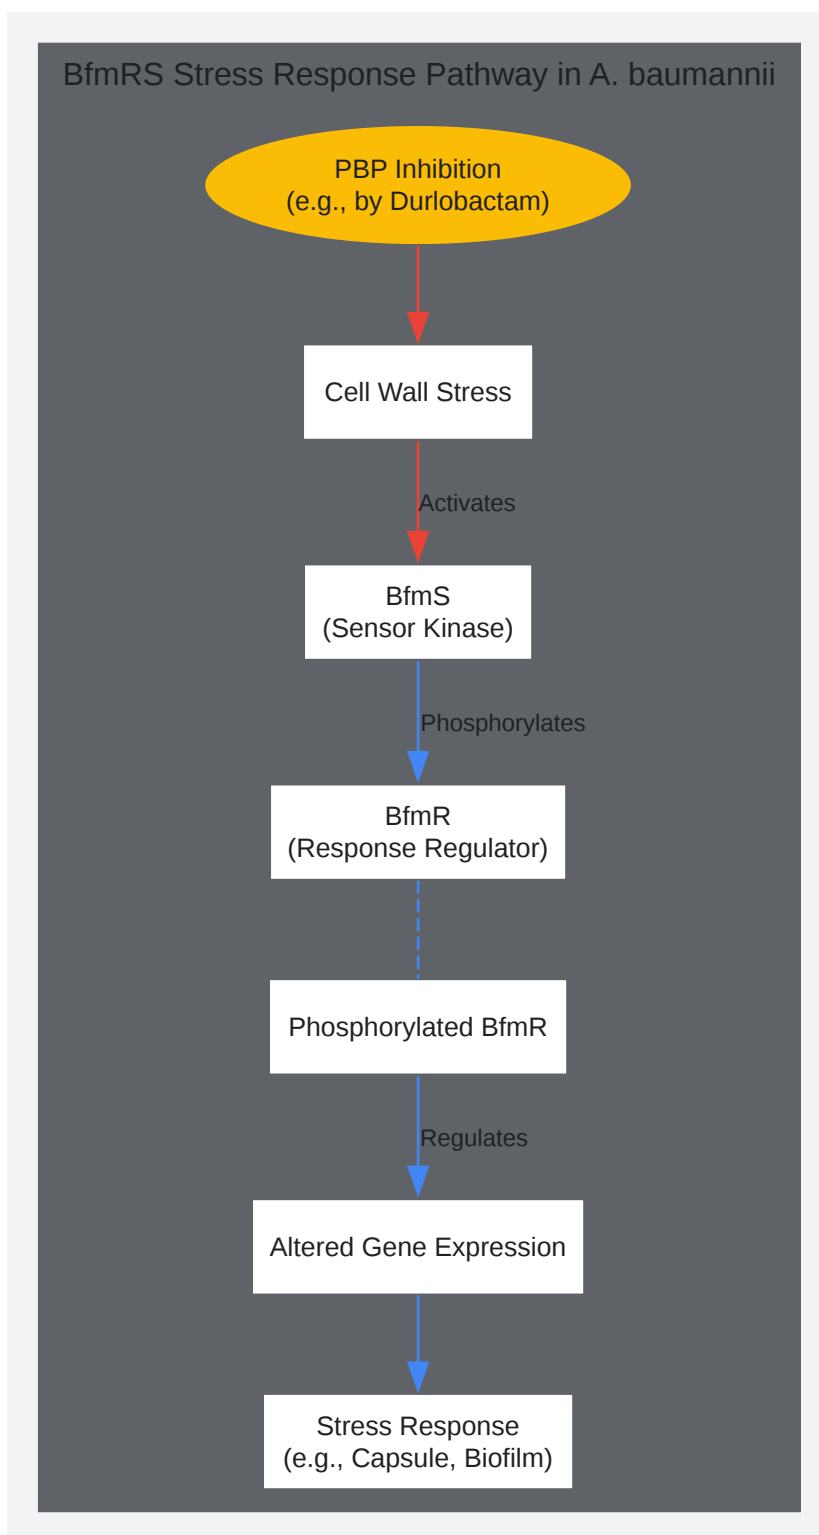 BfmRS Stress Response Pathway in A. baumannii
PBP Inhibition
(e.g., by Durlobactam)
Cell Wall Stress
Activates
BfmS
(Sensor Kinase)
Phosphorylates
BfmR
(Response Regulator)
Phosphorylated BfmR
Regulates
Altered Gene Expression
Stress Response
(e.g., Capsule, Biofilm)